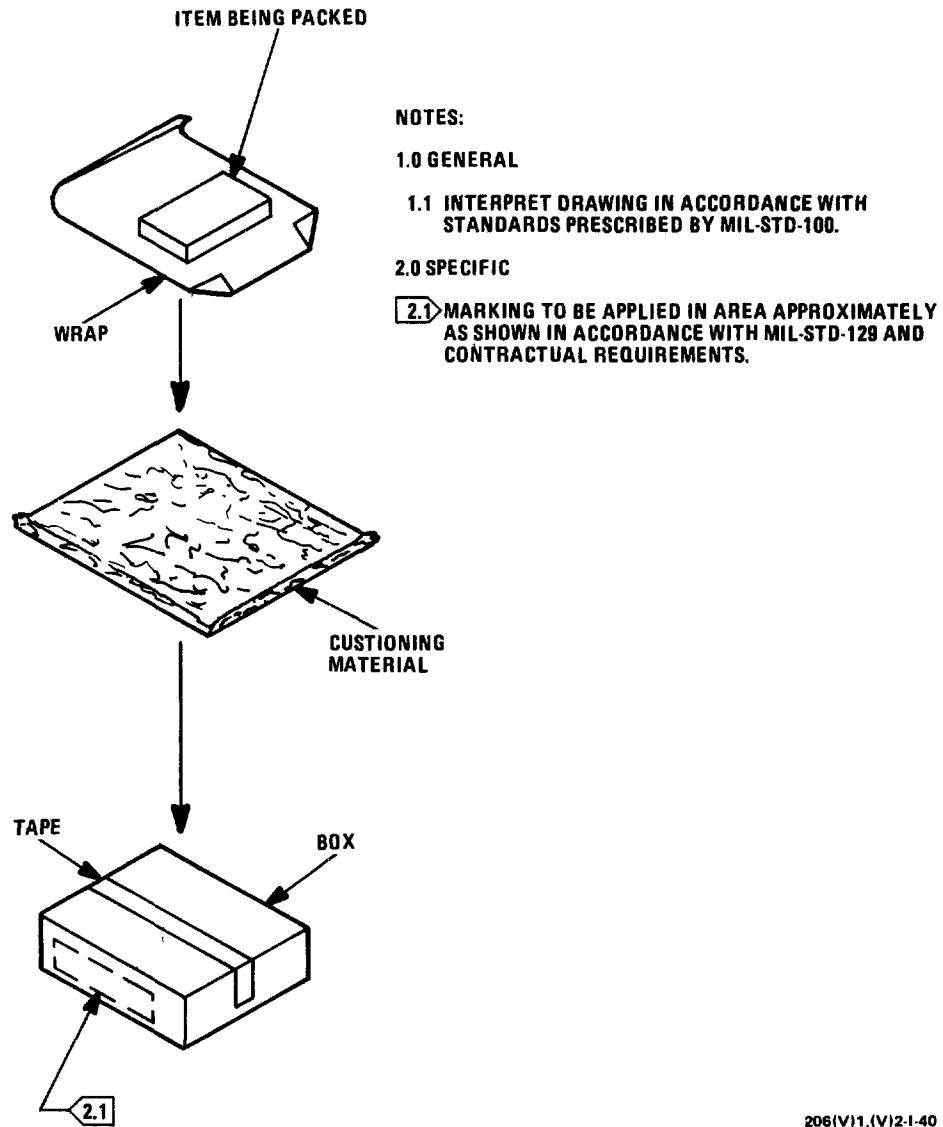 ITEM BEING PACKED
NOTES:
1.0 GENERAL
1.1 INTERPRET DRAWING IN ACCORDANCE WITH
STANDARDS PRESCRIBED BY MIL-STD-100.
2.0 SPECIFIC
2.1 MARKING TO BE APPLIED IN AREA APPROXIMATELY
AS SHOWN IN ACCORDANCE WITH MIL-STD-129 AND
CONTRACTUAL REQUIREMENTS.
WRAP
CUSTIONING
MATERIAL
TAPE
BOX
2.1
206(V)1,(V)2-I-40